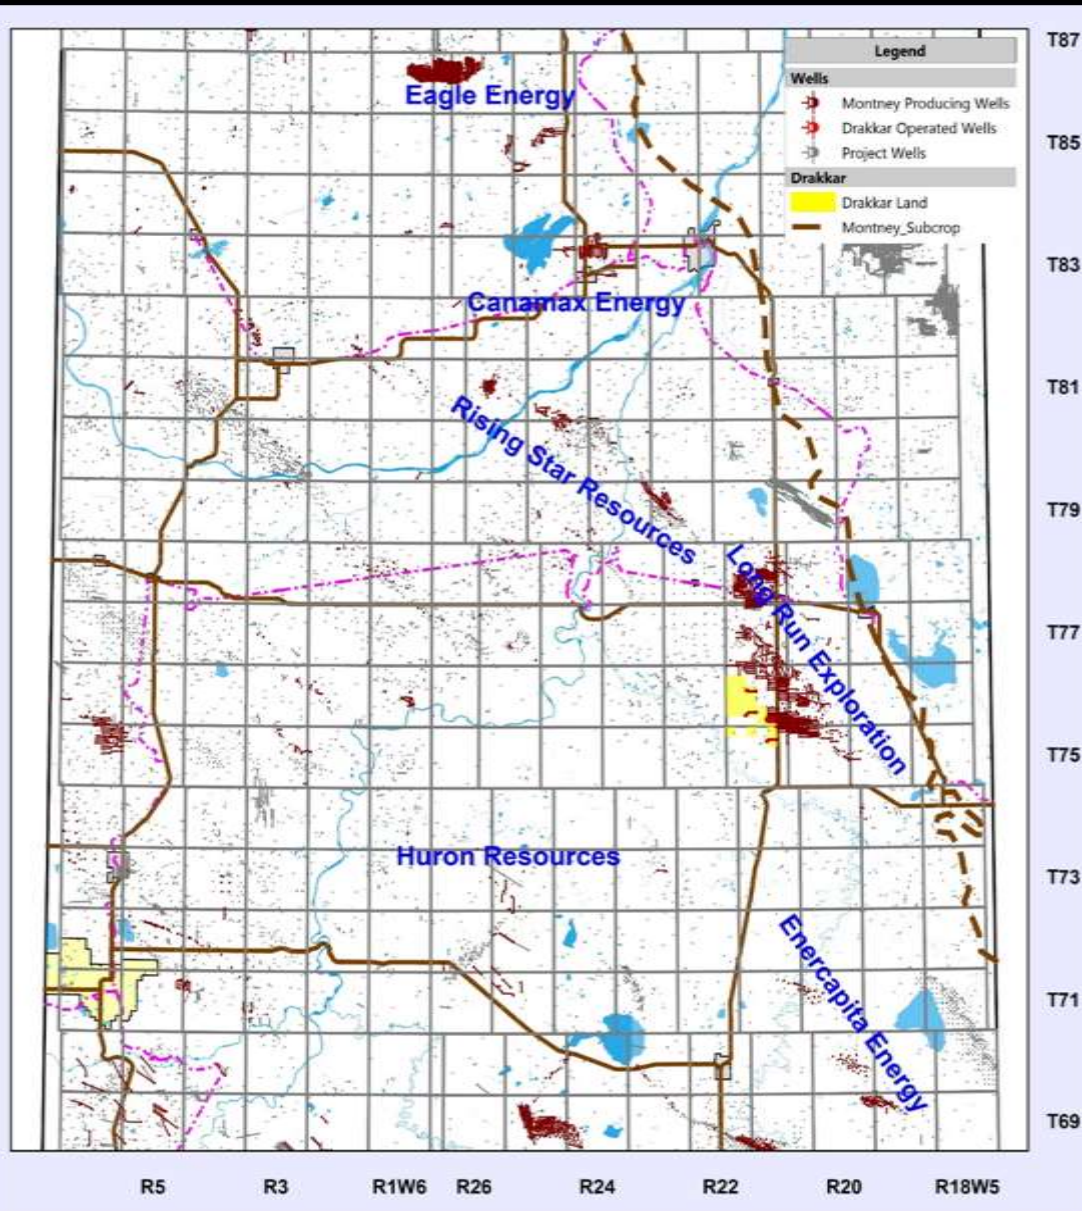 T87
Legend
Wells
Montney Producing Wells
Drakkar Operated Wells
Project Wells
Drakkar
Drakkar Land
Montney_Subcrop
Eagle Energy
T85
T83
Canamax Energy
T81
Rising Star Resources
T79
Long Run Exploration
T77
T75
Huron Resources
T73
Enercapita Energy
T71
T69
R5 R3 R1W6 R26 R24 R22 R20 R18W5